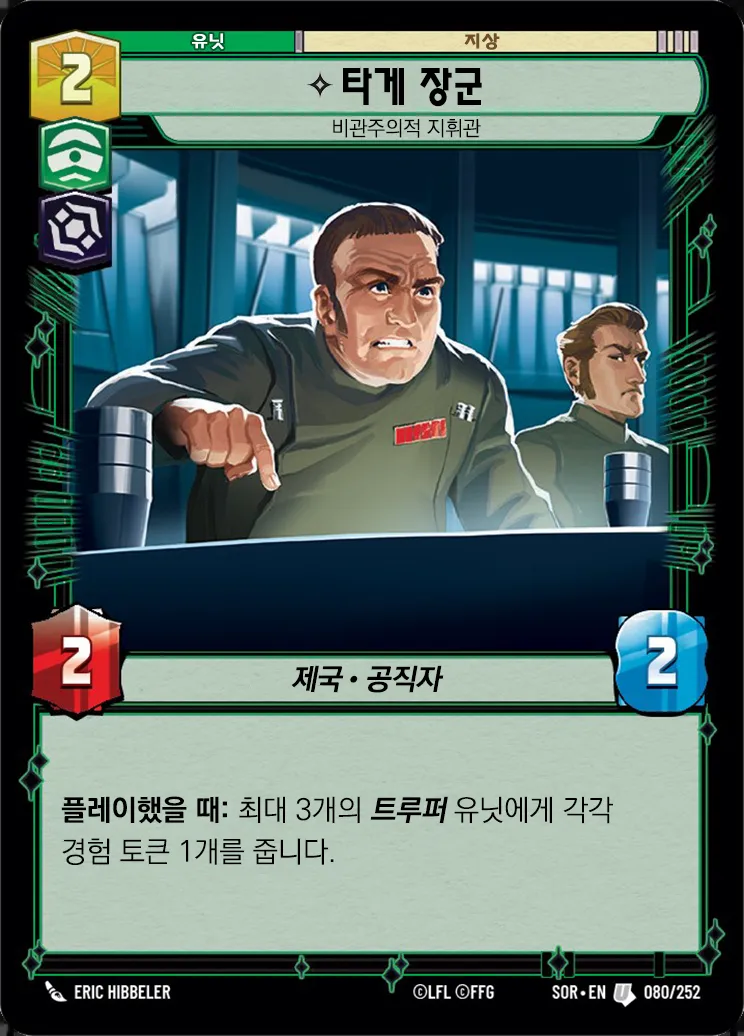 유닛
지상
2
타게 장군
비관주의적 지휘관
2
2
제국 • 공직자
플레이했을 때: 최대 3개의 트루퍼 유닛에게 각각
경험 토큰 1개를 줍니다.
ERIC HIBBELER
©LFL ©FFG
SOR • EN U 080/252